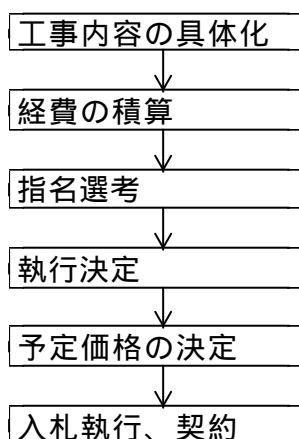 工事内容の具体化
経費の積算
指名選考
執行決定
予定価格の決定
入札執行、契約